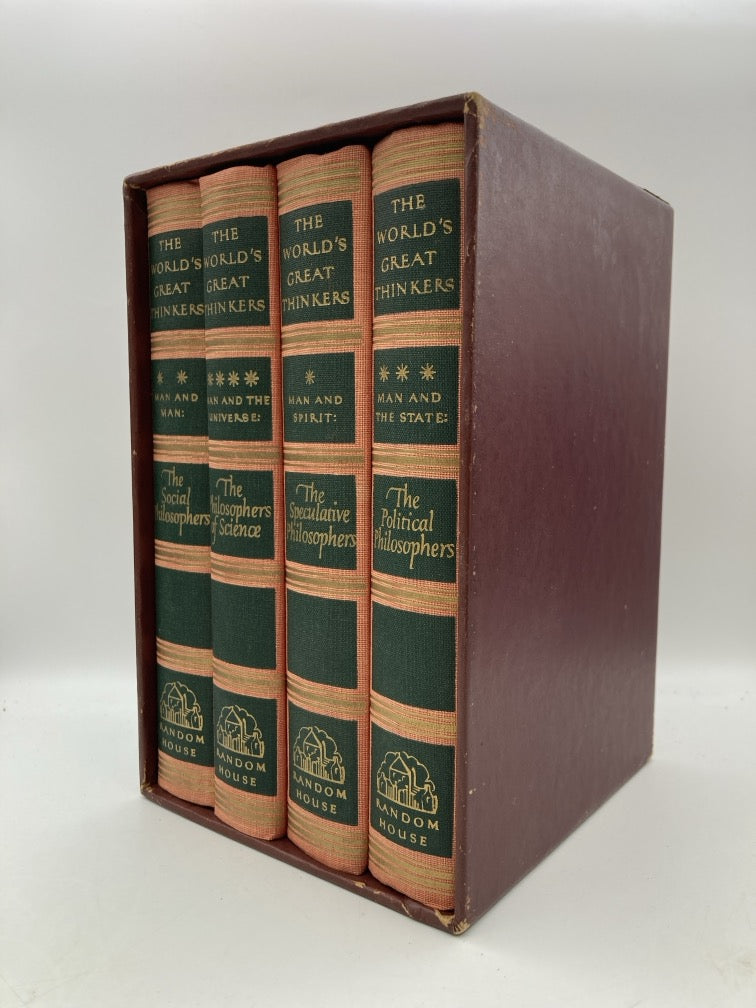 THE
WORLD'S
GREAT
THINKERS
* *
MAN AND
MAN:
The
Social
Philosophers
RANDOM
HOUSE
THE
WORLD'S
GREAT
THINKERS
* * * *
MAN AND THE
UNIVERSE:
The
Philosophers
of Science
RANDOM
HOUSE
THE
WORLD'S
GREAT
THINKERS
*
MAN AND
SPIRIT:
The
Speculative
Philosophers
RANDOM
HOUSE
THE
WORLD'S
GREAT
THINKERS
* * *
MAN AND
THE STATE:
The
Political
Philosophers
RANDOM
HOUSE